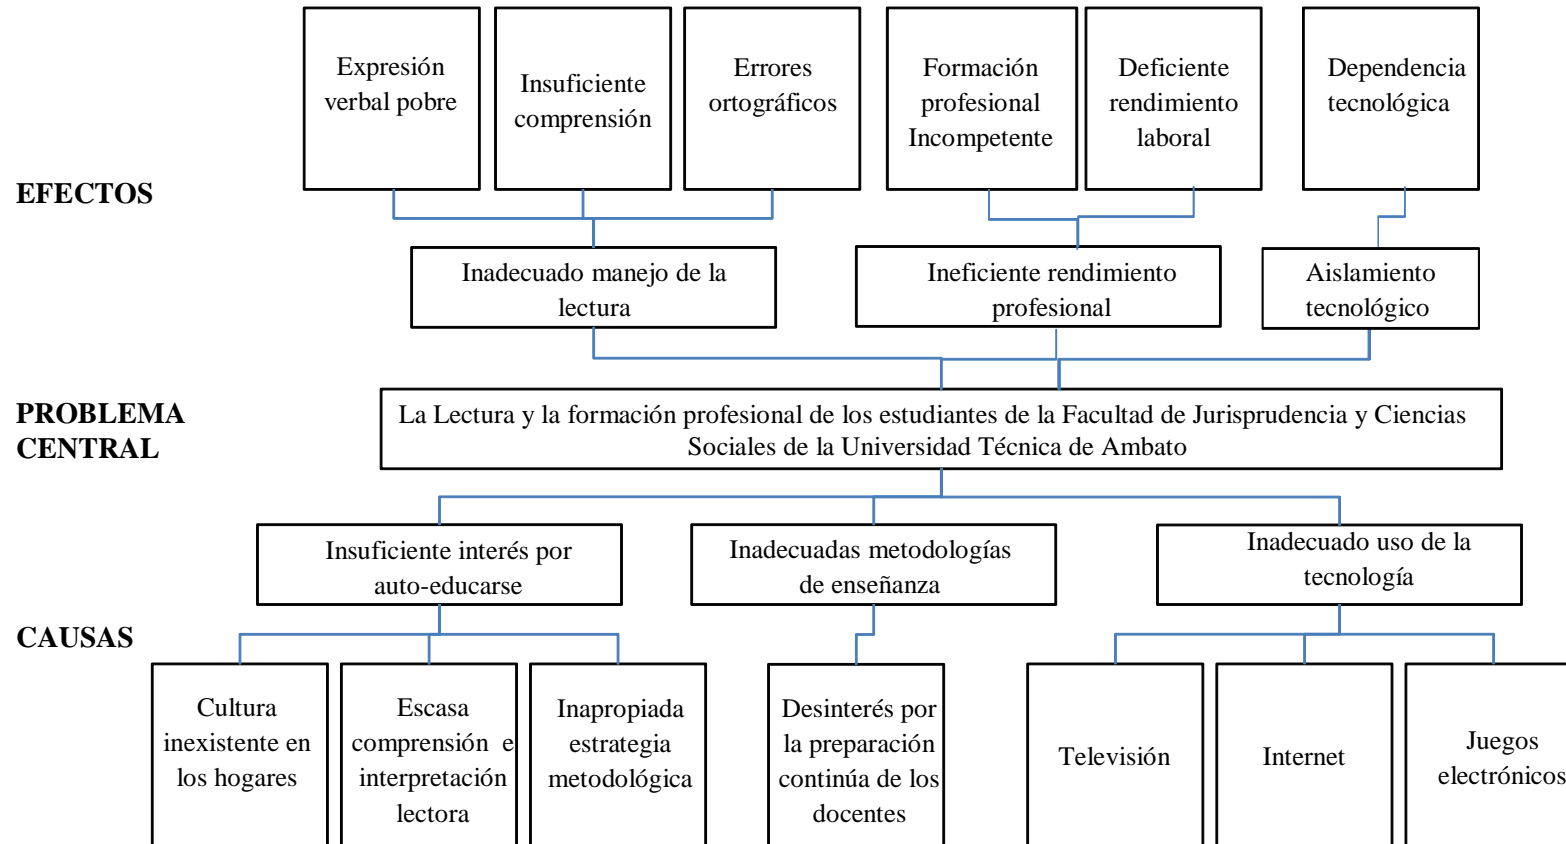 Expresión
verbal pobre
Insuficiente
comprensión
Errores
ortográficos
Formación
profesional
Incompetente
Deficiente
rendimiento
laboral
Dependencia
tecnológica
EFECTOS
Inadecuado manejo de la
lectura
Ineficiente rendimiento
profesional
Aislamiento
tecnológico
PROBLEMA
CENTRAL
La Lectura y la formación profesional de los estudiantes de la Facultad de Jurisprudencia y Ciencias
Sociales de la Universidad Técnica de Ambato
Insuficiente interés por
auto-educarse
Inadecuadas metodologías
de enseñanza
Inadecuado uso de la
tecnología
CAUSAS
Cultura
inexistente en
los hogares
Escasa
comprensión e
interpretación
lectora
Inapropiada
estrategia
metodológica
Desinterés por
la preparación
continúa de los
docentes
Televisión
Internet
Juegos
electrónicos